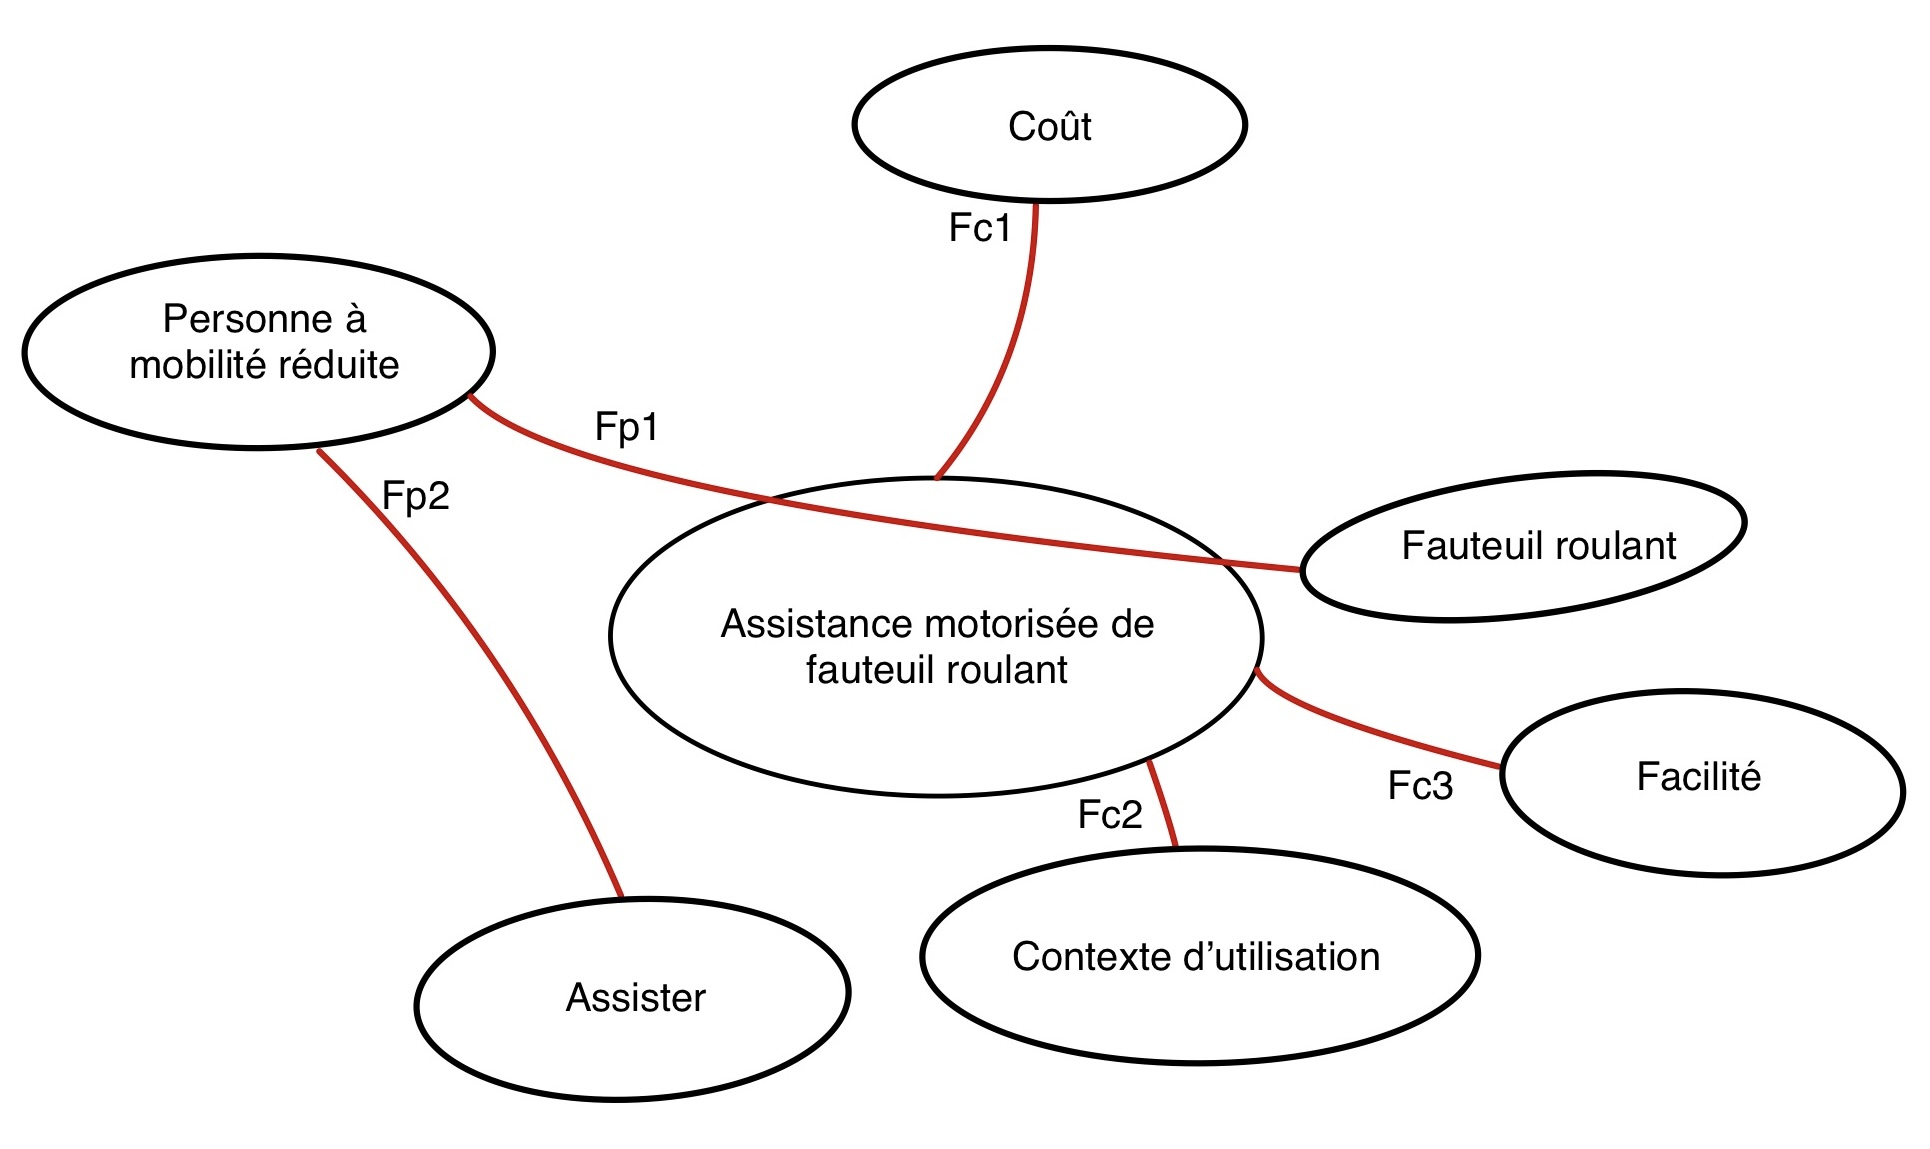 Coût
Fc1
Personne à
mobilité réduite
Fp1
Fp2
Fauteuil roulant
Assistance motorisée de
fauteuil roulant
Facilité
Fc3
Fc2
Contexte d’utilisation
Assister